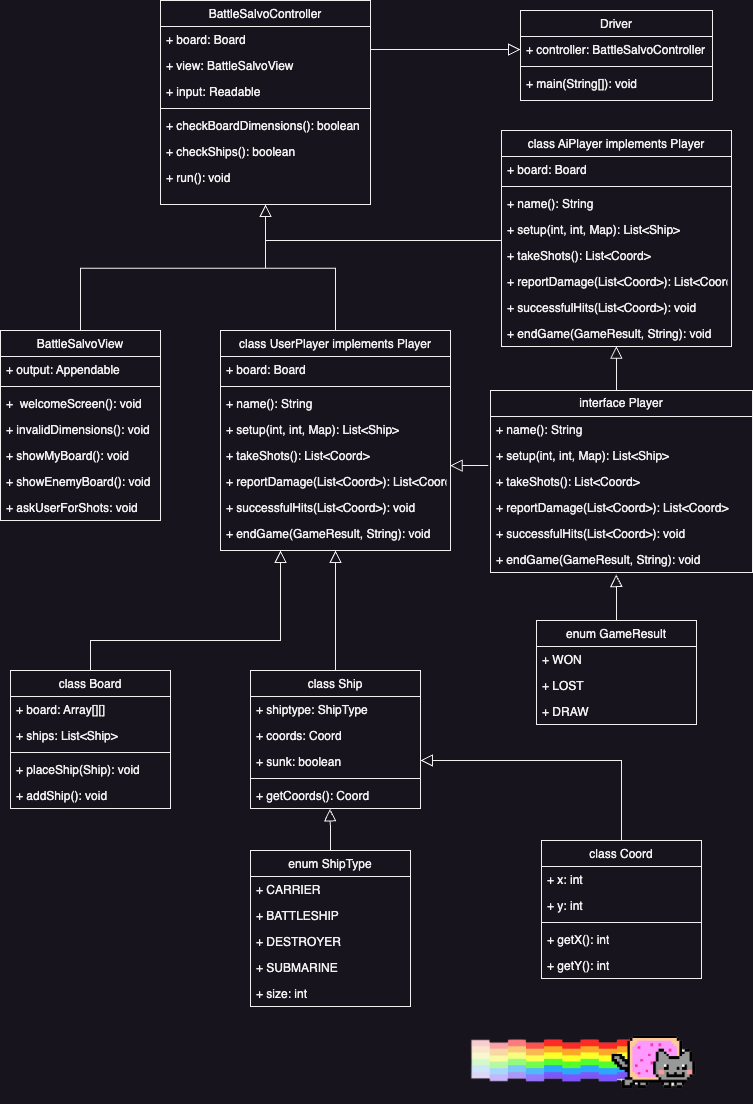 BattleSalvoController
+ board: Board
+ view: BattleSalvoView
+ input: Readable
+ checkBoardDimensions(): boolean
+ checkShips(): boolean
+ run(): void
Driver
+ controller: BattleSalvoController
+ main(String[]): void
class AiPlayer implements Player
+ board: Board
+ name(): String
+ setup(int, int, Map): List<Ship>
+ takeShots(): List<Coord>
+ reportDamage(List<Coord>): List<Coor
+ successfulHits(List<Coord>): void
+ endGame(GameResult, String): void
BattleSalvoView
+ output: Appendable
+ welcomeScreen(): void
+ invalidDimensions(): void
+ showMyBoard(): void
+ showEnemyBoard(): void
+ askUserForShots: void
class UserPlayer implements Player
+ board: Board
+ name(): String
+ setup(int, int, Map): List<Ship>
+ takeShots(): List<Coord>
+ reportDamage(List<Coord>): List<Coor
+ successfulHits(List<Coord>): void
+ endGame(GameResult, String): void
interface Player
+ name(): String
+ setup(int, int, Map): List<Ship>
+ takeShots(): List<Coord>
+ reportDamage(List<Coord>): List<Coord>
+ successfulHits(List<Coord>): void
+ endGame(GameResult, String): void
enum GameResult
+ WON
+ LOST
+ DRAW
class Board
+ board: Array[][]
+ ships: List<Ship>
+ placeShip(Ship): void
+ addShip(): void
class Ship
+ shiptype: ShipType
+ coords: Coord
+ sunk: boolean
+ getCoords(): Coord
enum ShipType
+ CARRIER
+ BATTLESHIP
+ DESTROYER
+ SUBMARINE
+ size: int
class Coord
+ x: int
+ y: int
+ getX(): int
+ getY(): int